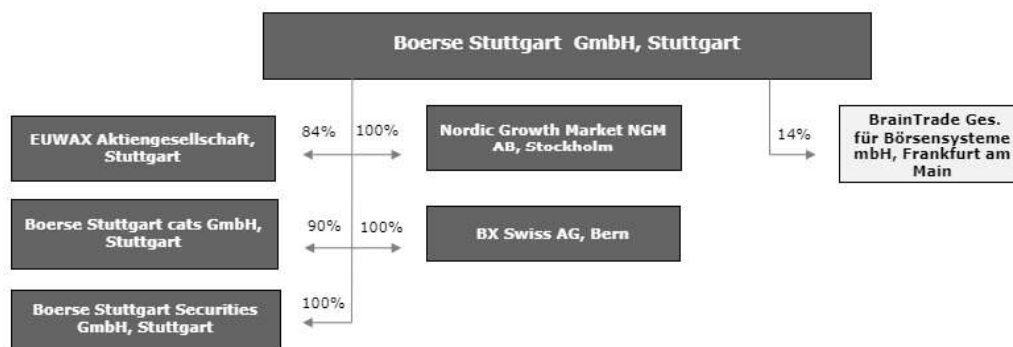 Boerse Stuttgart GmbH, Stuttgart
EUWAX Aktiengesellschaft,
Stuttgart
84%
100%
Nordic Growth Market NGM
AB, Stockholm
14%
BrainTrade Ges.
für Börsensysteme
mbH, Frankfurt am
Main
Boerse Stuttgart cats GmbH,
Stuttgart
90%
100%
BX Swiss AG, Bern
Boerse Stuttgart Securities
GmbH, Stuttgart
100%